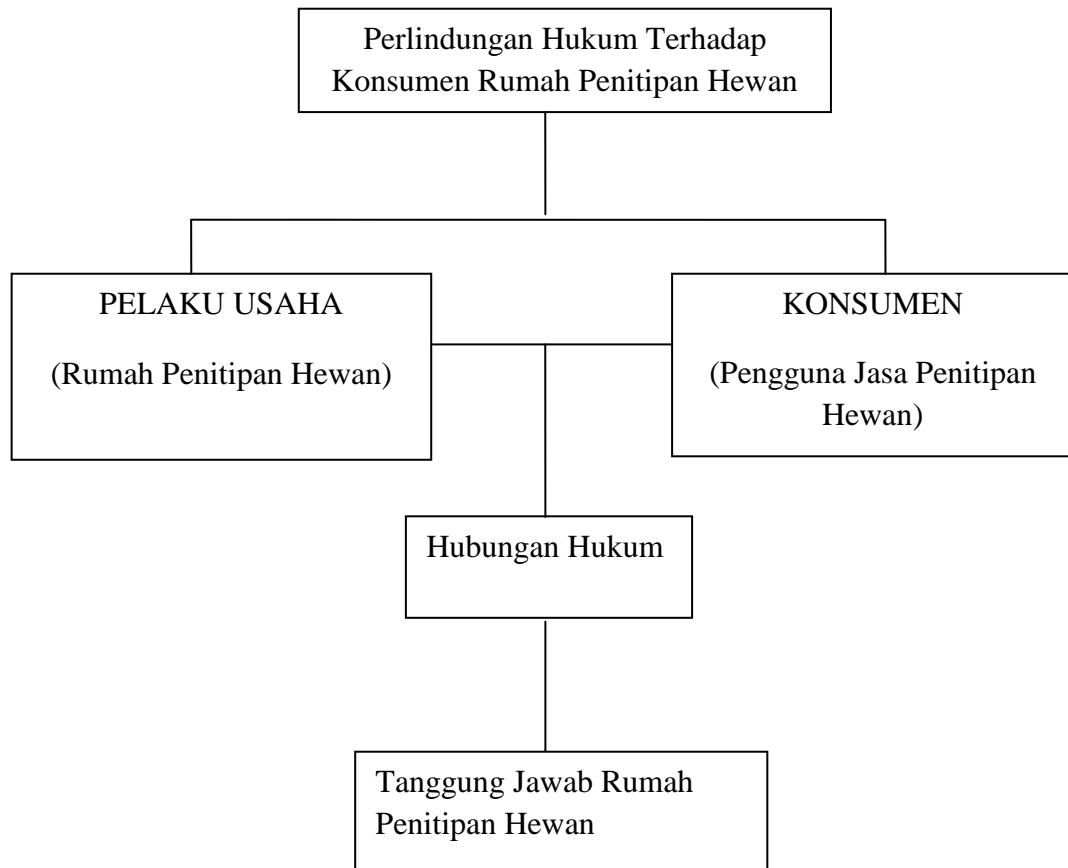 Perlindungan Hukum Terhadap
Konsumen Rumah Penitipan Hewan
PELAKU USAHA
(Rumah Penitipan Hewan)
KONSUMEN
(Pengguna Jasa Penitipan
Hewan)
Hubungan Hukum
Tanggung Jawab Rumah
Penitipan Hewan